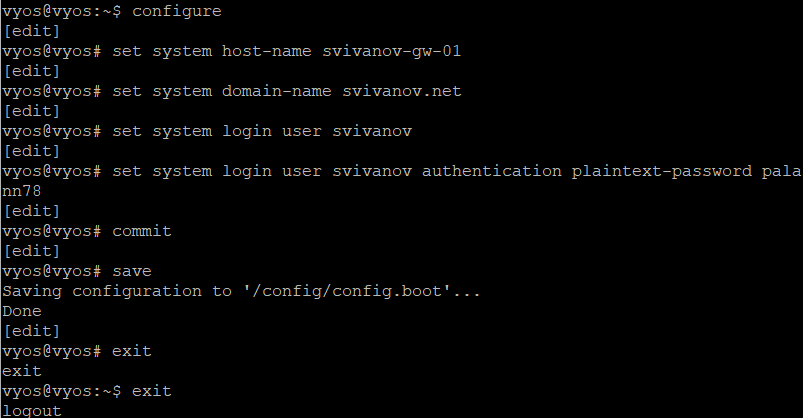 vyos@vyos:~$ configure
[edit]
vyos@vyos# set system host-name svivanov-gw-01
[edit]
vyos@vyos# set system domain-name svivanov.net
[edit]
vyos@vyos# set system login user svivanov
[edit]
vyos@vyos# set system login user svivanov authentication plaintext-password pala
nn78
[edit]
vyos@vyos# commit
[edit]
vyos@vyos# save
Saving configuration to '/config/config.boot'...
Done
[edit]
vyos@vyos# exit
exit
vyos@vyos:~$ exit
logout